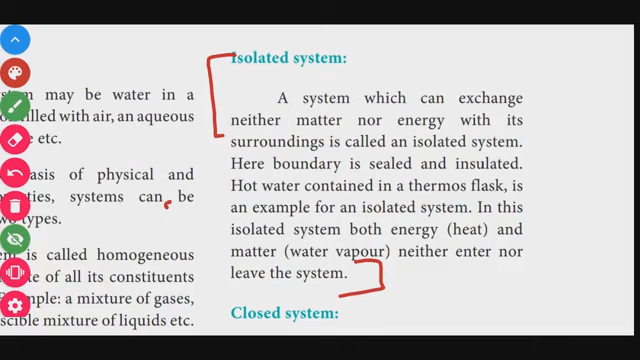 stem may be water in a
filled with air, an aqueous
etc.
asis of physical and
systems can be
types.
is called homogeneous
te of all its constituents
a mixture of gases,
scible mixture of liquids etc.
Isolated system:
A system which can exchange
neither matter nor energy with its
surroundings is called an isolated system.
Here boundary is sealed and insulated.
Hot water contained in a thermos flask, is
an example for an isolated system. In this
isolated system both energy (heat) and
matter (water vapour) neither enter nor
leave the system.
Closed system: